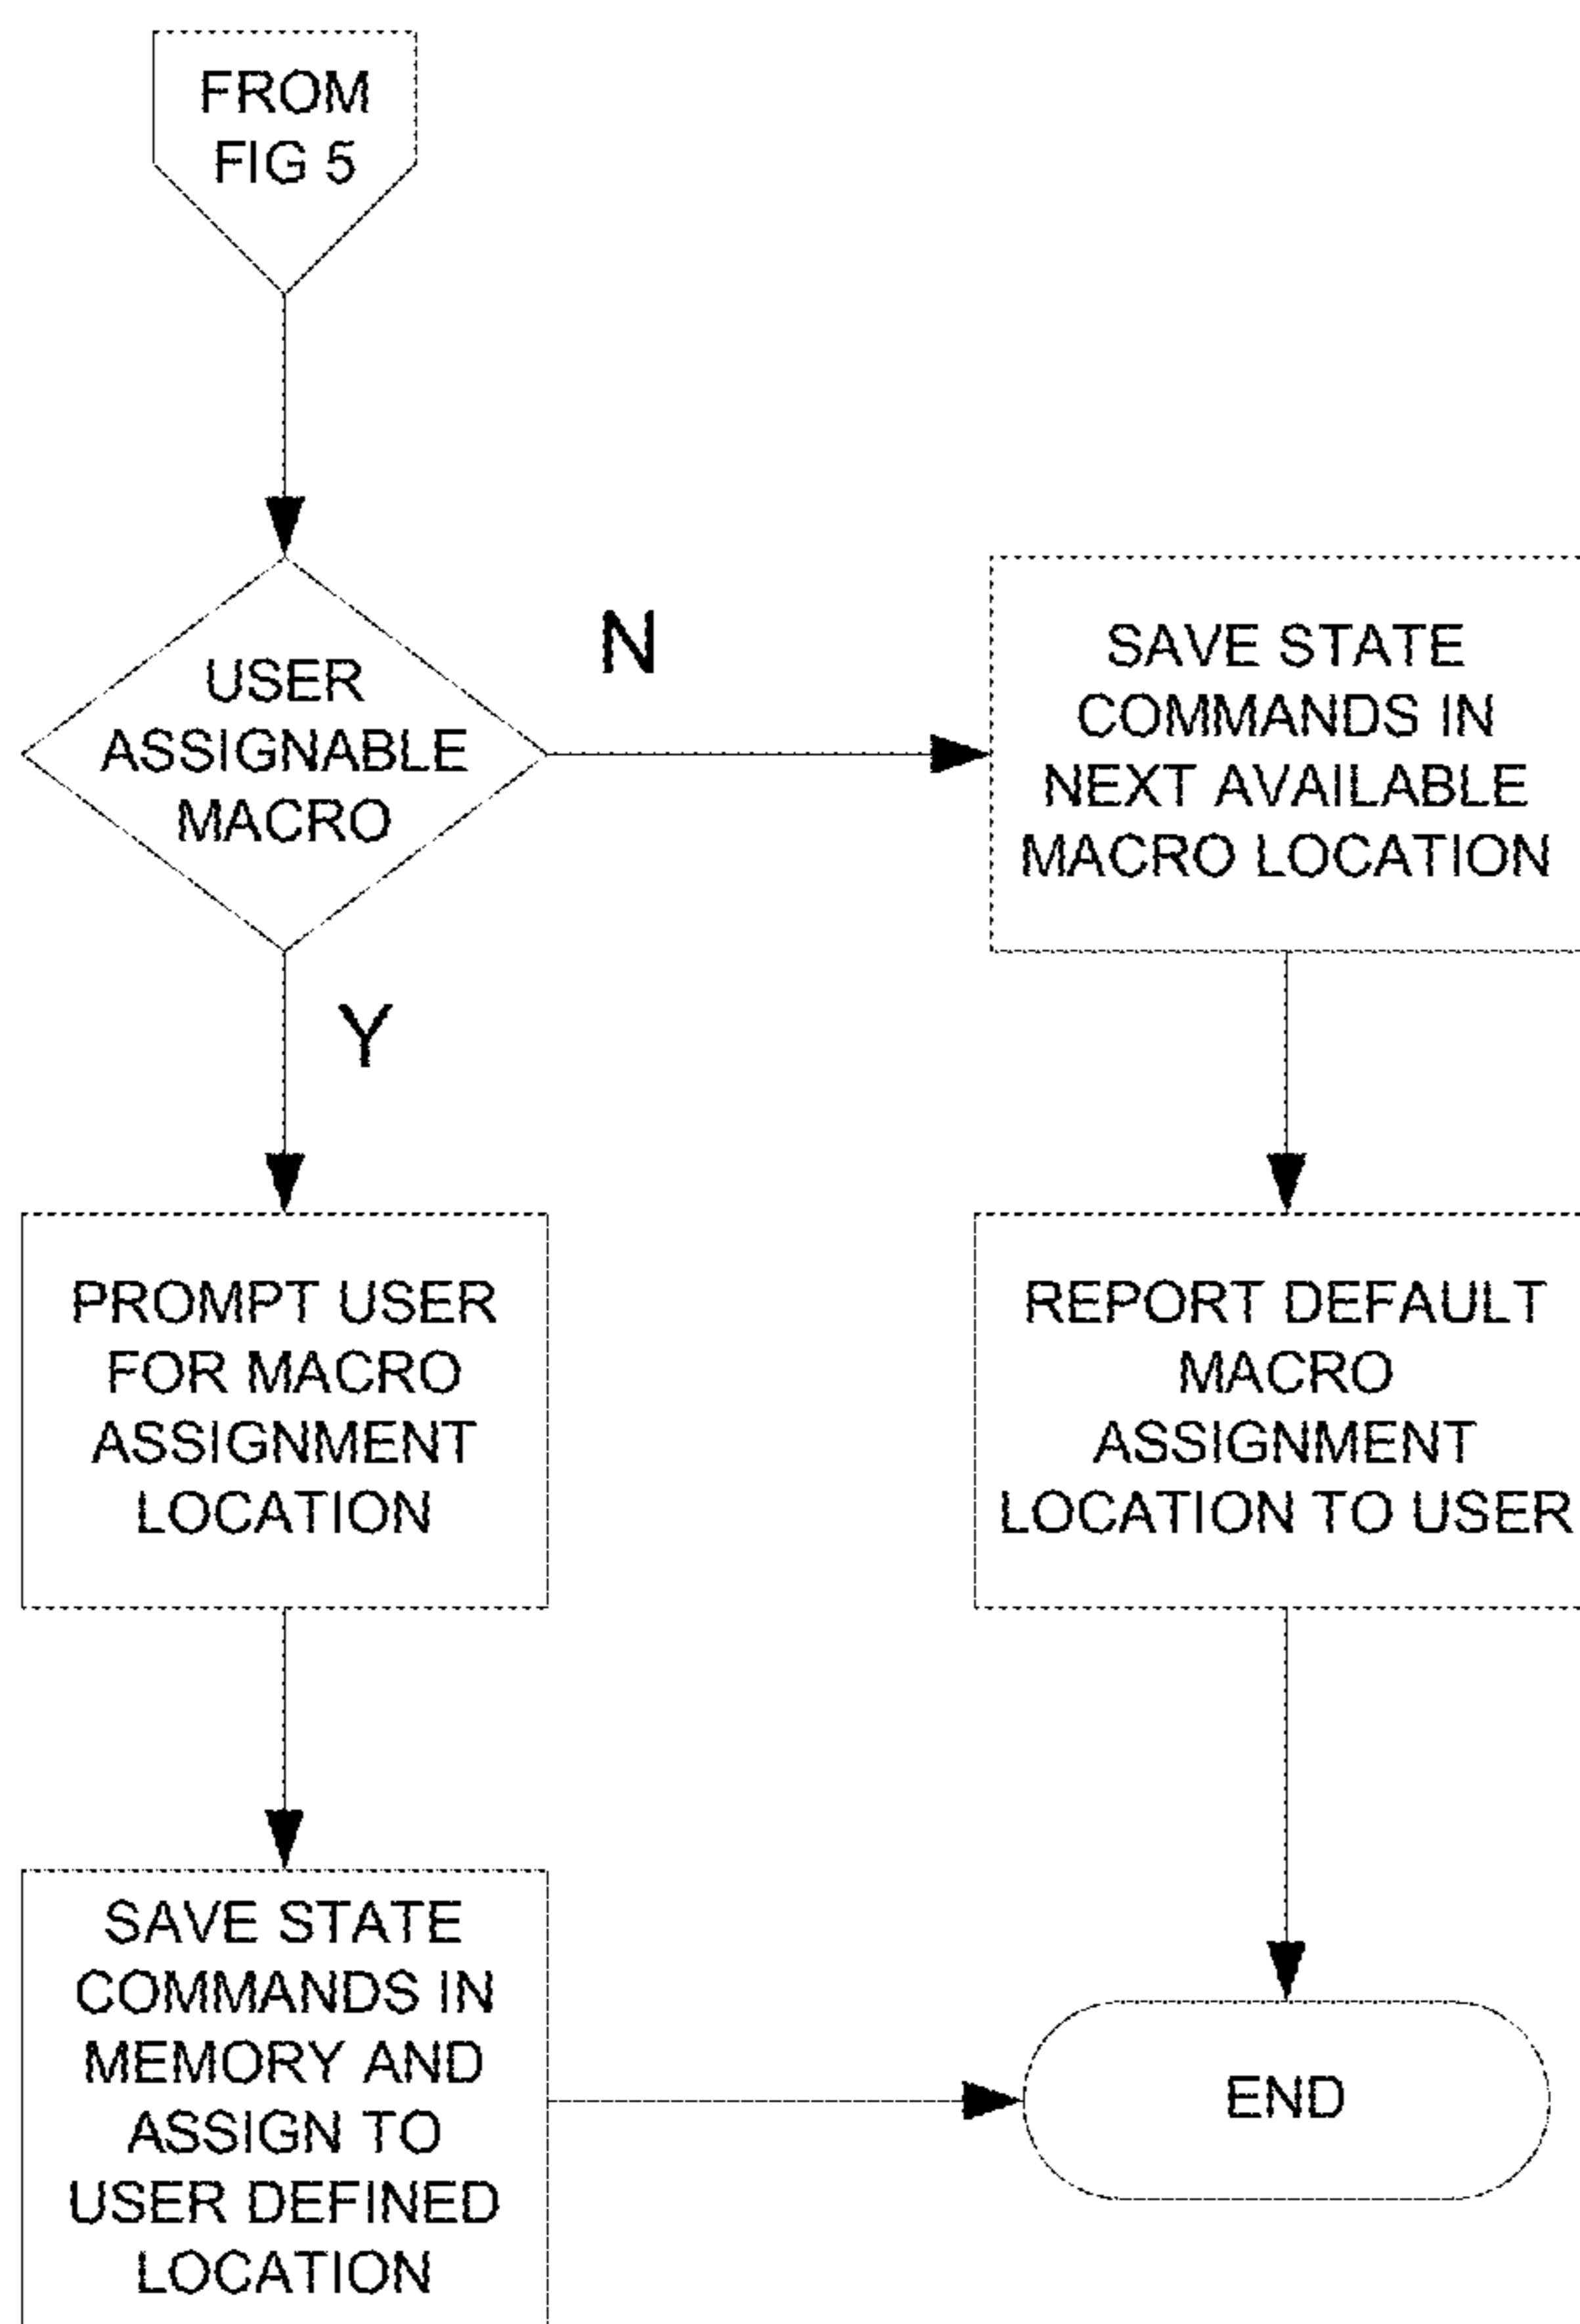 FROM
FIG 5
USER
ASSIGNABLE
MACRO
N
SAVE STATE
COMMANDS IN
NEXT AVAILABLE
MACRO LOCATION
Y
PROMPT USER
FOR MACRO
ASSIGNMENT
LOCATION
REPORT DEFAULT
MACRO
ASSIGNMENT
LOCATION TO USER
SAVE STATE
COMMANDS IN
MEMORY AND
ASSIGN TO
USER DEFINED
LOCATION
END